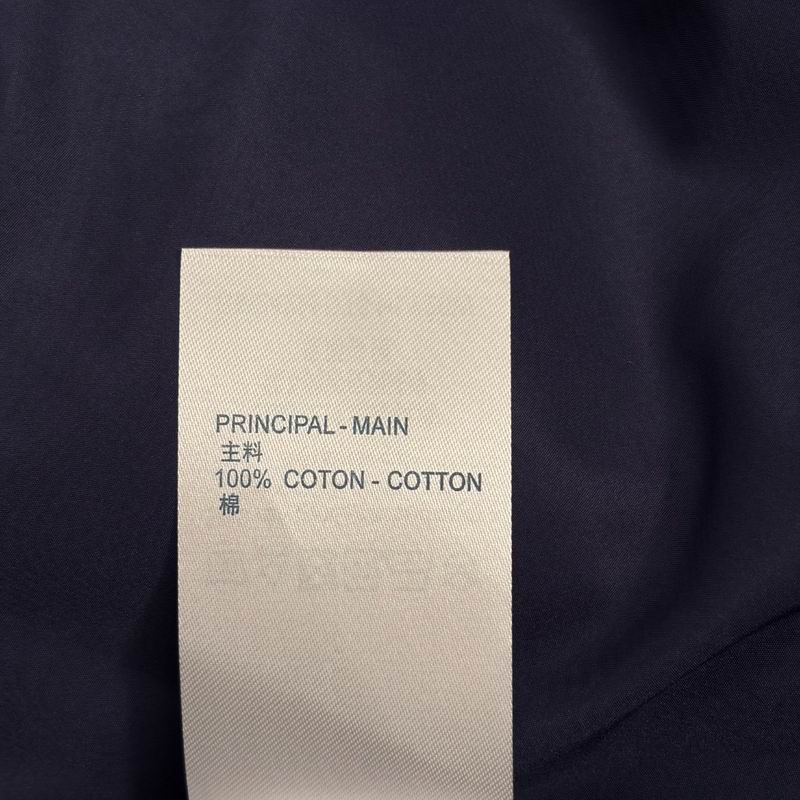 PRINCIPAL - MAIN
主料
100% COTON - COTTON
棉